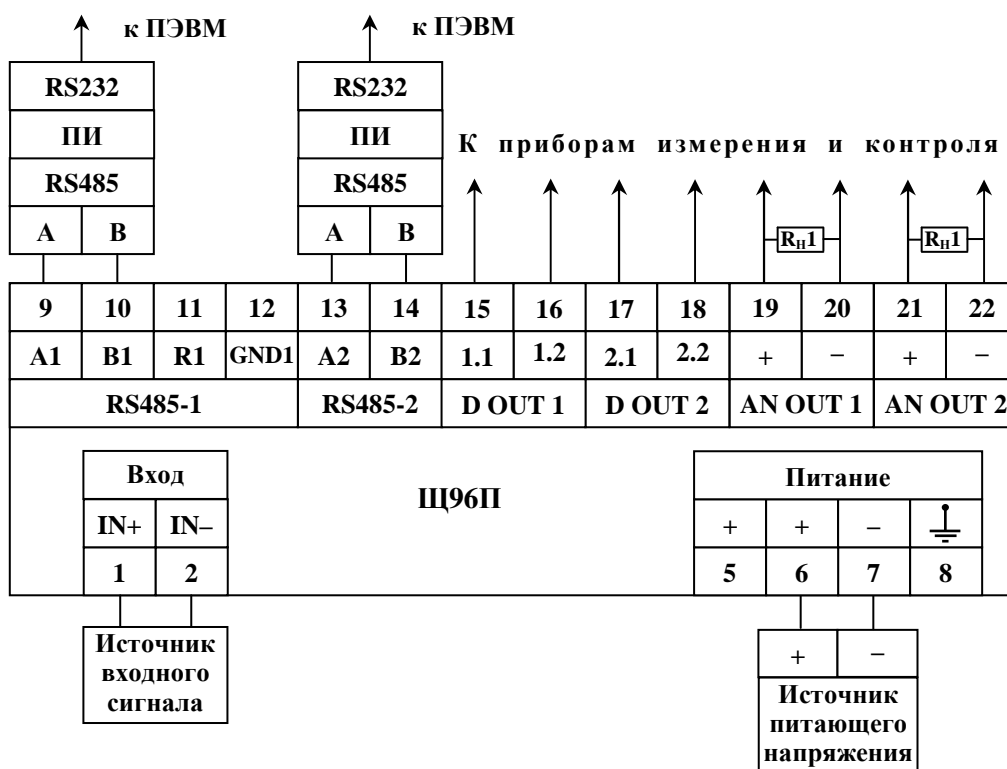 к ПЭВМ к ПЭВМ
RS232 RS232
ПИ ПИ
К приборам измерения и контроля
RS485 RS485
A B A B
Rн1 Rн1
9 10 11 12 13 14 15 16 17 18 19 20 21 22
A1 B1 R1 GND1 A2 B2 1.1 1.2 2.1 2.2 + – + –
RS485-1 RS485-2 D OUT 1 D OUT 2 AN OUT 1 AN OUT 2
Вход Щ96П Питание
IN+ IN– + + –
1 2 5 6 7 8
Источник
входного
сигнала
+ –
Источник
питающего
напряжения